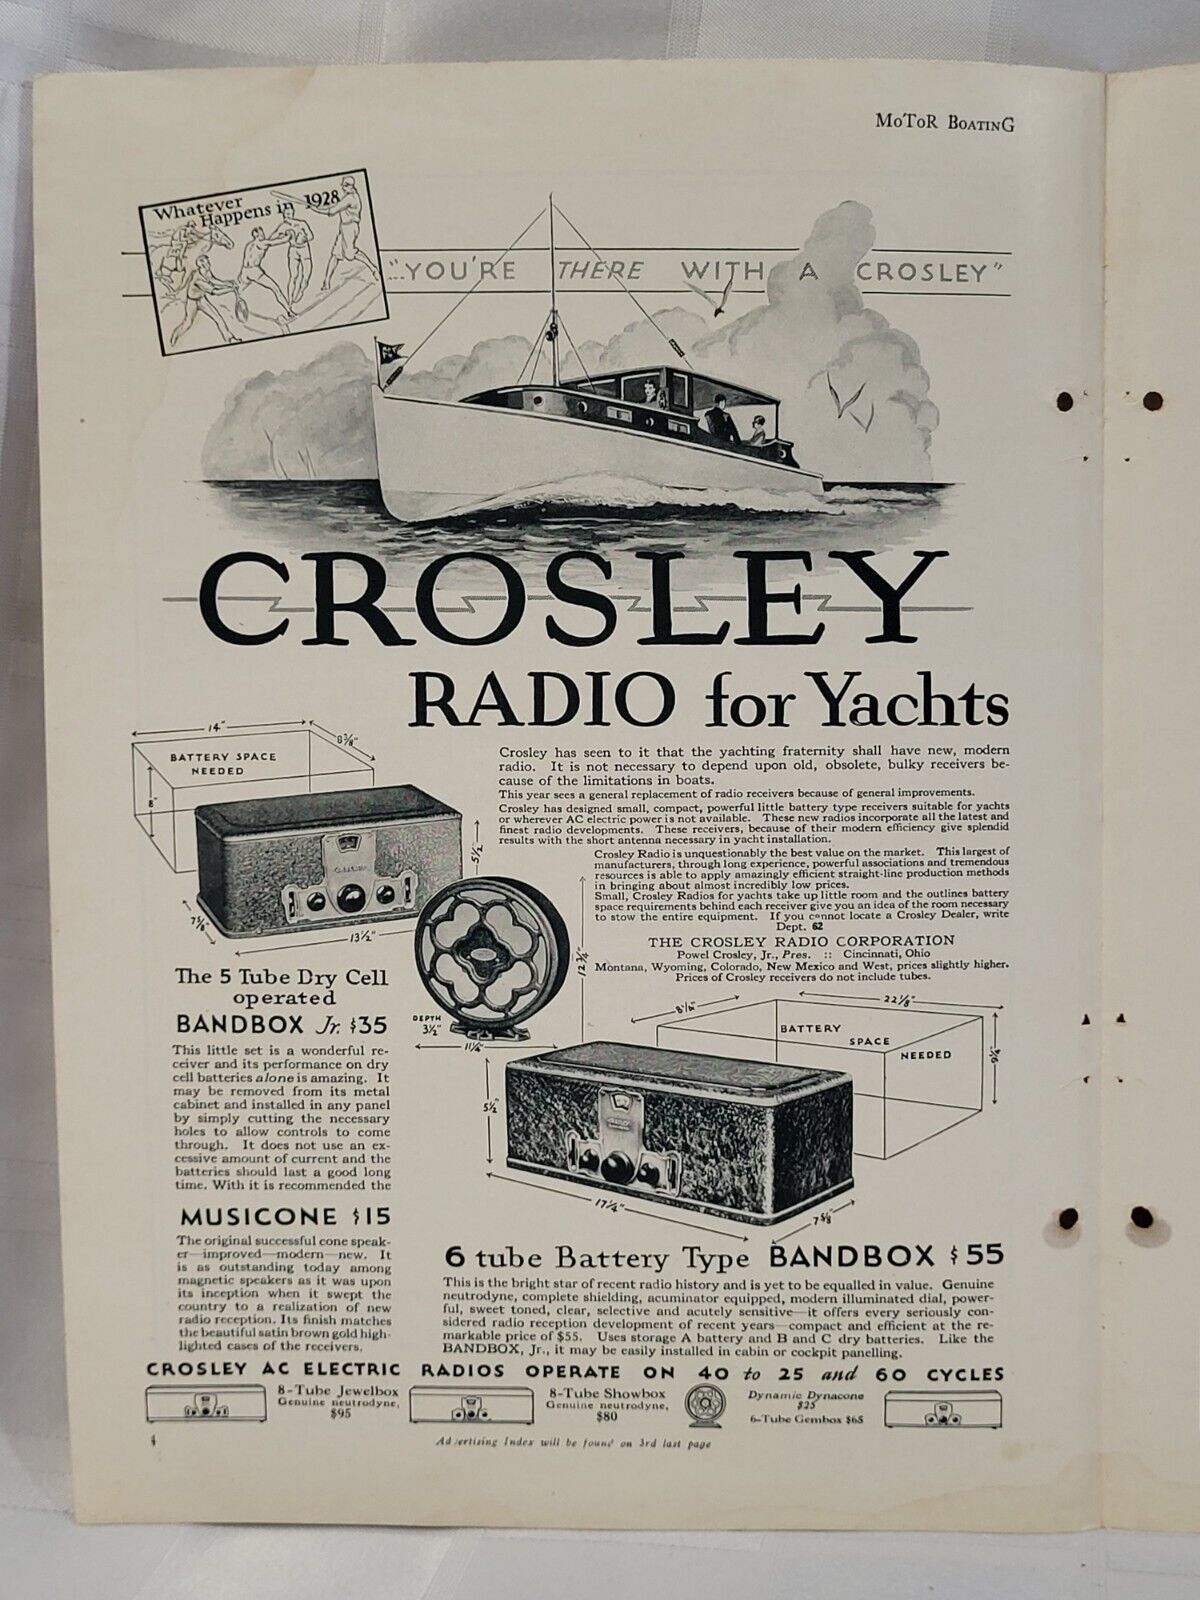 MoToR BoatinG
Whatever
Happens in 1928
"YOU'RE THERE WITH A CROSLEY"
CROSLEY
RADIO for Yachts
14"
8⅜"
BATTERY SPACE
NEEDED
8"
5½"
7⅝"
13½"
Crosley has seen to it that the yachting fraternity shall have new, modern
radio. It is not necessary to depend upon old, obsolete, bulky receivers be-
cause of the limitations in boats.
This year sees a general replacement of radio receivers because of general improvements.
Crosley has designed small, compact, powerful little battery type receivers suitable for yachts
or wherever AC electric power is not available. These new radios incorporate all the latest and
finest radio developments. These receivers, because of their modern efficiency give splendid
results with the short antenna necessary in yacht installation.
Crosley Radio is unquestionably the best value on the market. This largest of
manufacturers, through long experience, powerful associations and tremendous
resources is able to apply amazingly efficient straight-line production methods
in bringing about almost incredibly low prices.
Small, Crosley Radios for yachts take up little room and the outlines battery
space requirements behind each receiver give you an idea of the room necessary
to stow the entire equipment. If you cannot locate a Crosley Dealer, write
Dept. 62
THE CROSLEY RADIO CORPORATION
Powel Crosley, Jr., Pres. :: Cincinnati, Ohio
Montana, Wyoming, Colorado, New Mexico and West, prices slightly higher.
Prices of Crosley receivers do not include tubes.
12¾"
DEPTH
3½"
11¼"
The 5 Tube Dry Cell
operated
BANDBOX Jr. $35
This little set is a wonderful re-
ceiver and its performance on dry
cell batteries alone is amazing. It
may be removed from its metal
cabinet and installed in any panel
by simply cutting the necessary
holes to allow controls to come
through. It does not use an ex-
cessive amount of current and the
batteries should last a good long
time. With it is recommended the
MUSICONE $15
The original successful cone speak-
er—improved—modern—new. It
is as outstanding today among
magnetic speakers as it was upon
its inception when it swept the
country to a realization of new
radio reception. Its finish matches
the beautiful satin brown gold high-
lighted cases of the receivers.
22⅛"
BATTERY
SPACE
NEEDED
5½"
17¼"
7⅝"
6 tube Battery Type BANDBOX $55
This is the bright star of recent radio history and is yet to be equalled in value. Genuine
neutrodyne, complete shielding, acuminator equipped, modern illuminated dial, power-
ful, sweet toned, clear, selective and acutely sensitive—it offers every seriously con-
sidered radio reception development of recent years—compact and efficient at the re-
markable price of $55. Uses storage A battery and B and C dry batteries. Like the
BANDBOX, Jr., it may be easily installed in cabin or cockpit panelling.
CROSLEY AC ELECTRIC RADIOS OPERATE ON 40 to 25 and 60 CYCLES
8-Tube Jewelbox
Genuine neutrodyne,
$95
8-Tube Showbox
Genuine neutrodyne,
$80
Dynamic Dynacone
$25
6-Tube Gembox $65
4
Advertising Index will be found on 3rd last page